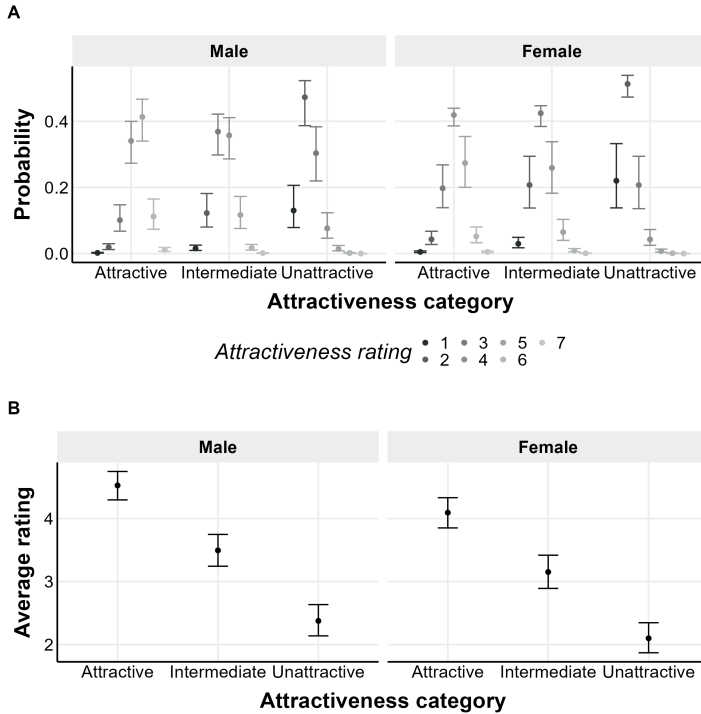 A
Male Female
Probability
0.4
0.2
0.0
Attractive Intermediate Unattractive Attractive Intermediate Unattractive
Attractiveness category
Attractiveness rating 1 3 5 7
2 4 6
B
Male Female
Average rating
4
3
2
Attractive Intermediate Unattractive Attractive Intermediate Unattractive
Attractiveness category